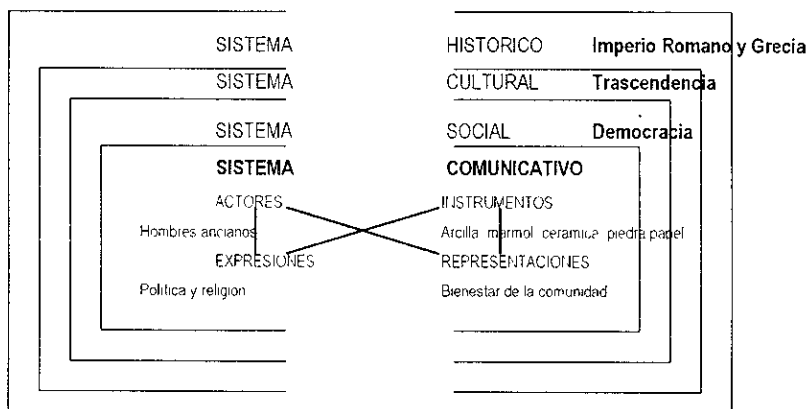 SISTEMA HISTORICO Imperio Romano y Grecia
SISTEMA CULTURAL Trascendencia
SISTEMA SOCIAL Democracia
SISTEMA COMUNICATIVO
ACTORES INSTRUMENTOS
Hombres ancianos Arcilla marmol ceramica piedra papel
EXPRESIONES REPRESENTACIONES
Politica y religion Bienestar de la comunidad